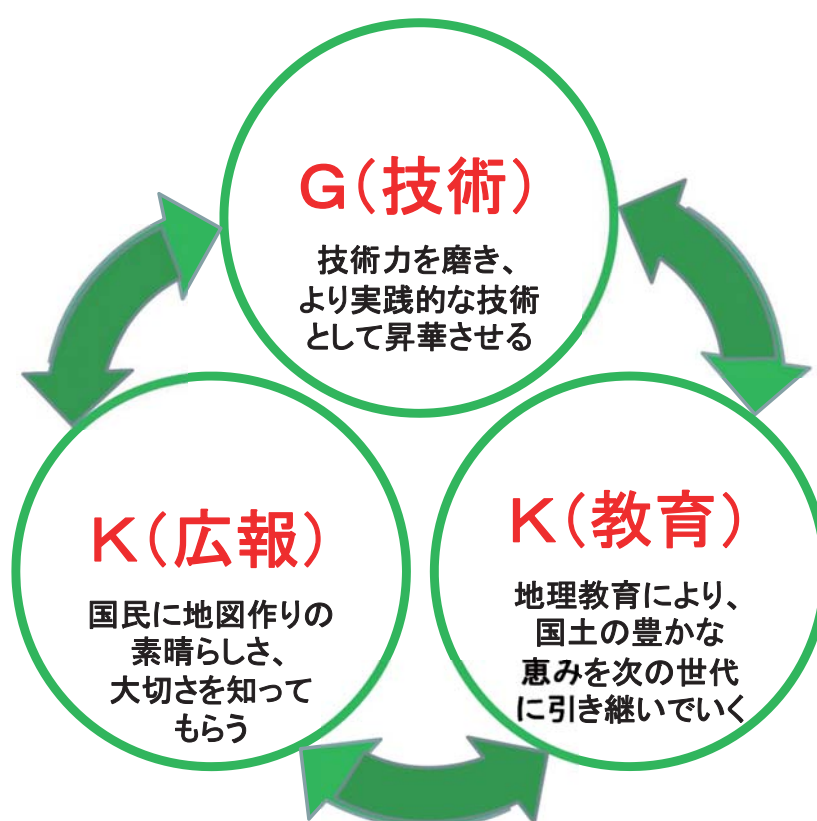 G(技術)
技術力を磨き、
より実践的な技術
として昇華させる
K(広報)
国民に地図作りの
素晴らしさ、
大切さを知って
もらう
K(教育)
地理教育により、
国土の豊かな
恵みを次の世代
に引き継いでいく